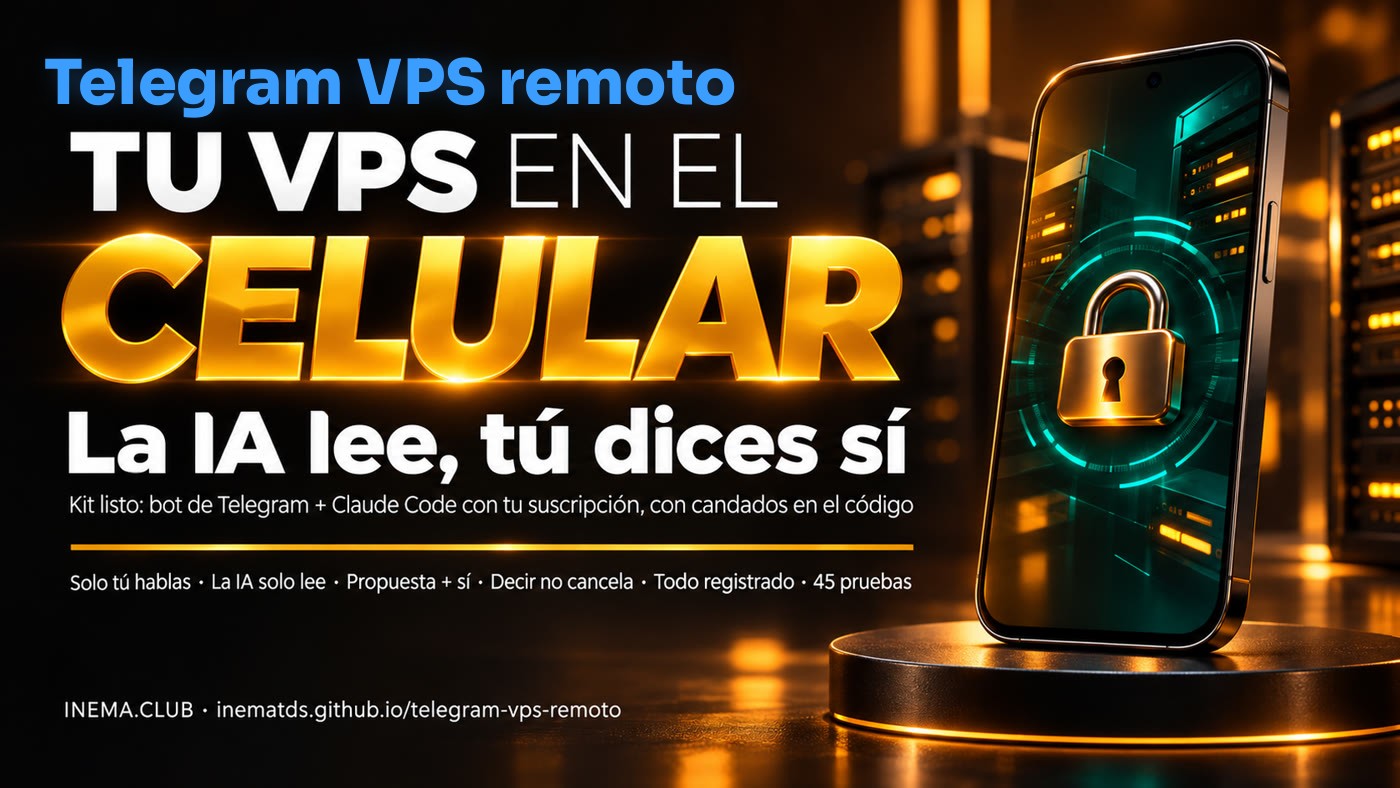 Telegram VPS remoto
TU VPS EN EL
CELULAR
La IA lee, tú dices sí
Kit listo: bot de Telegram + Claude Code con tu suscripción, con candados en el código
Solo tú hablas · La IA solo lee · Propuesta + sí · Decir no cancela · Todo registrado · 45 pruebas
INEMA.CLUB · inematds.github.io/telegram-vps-remoto